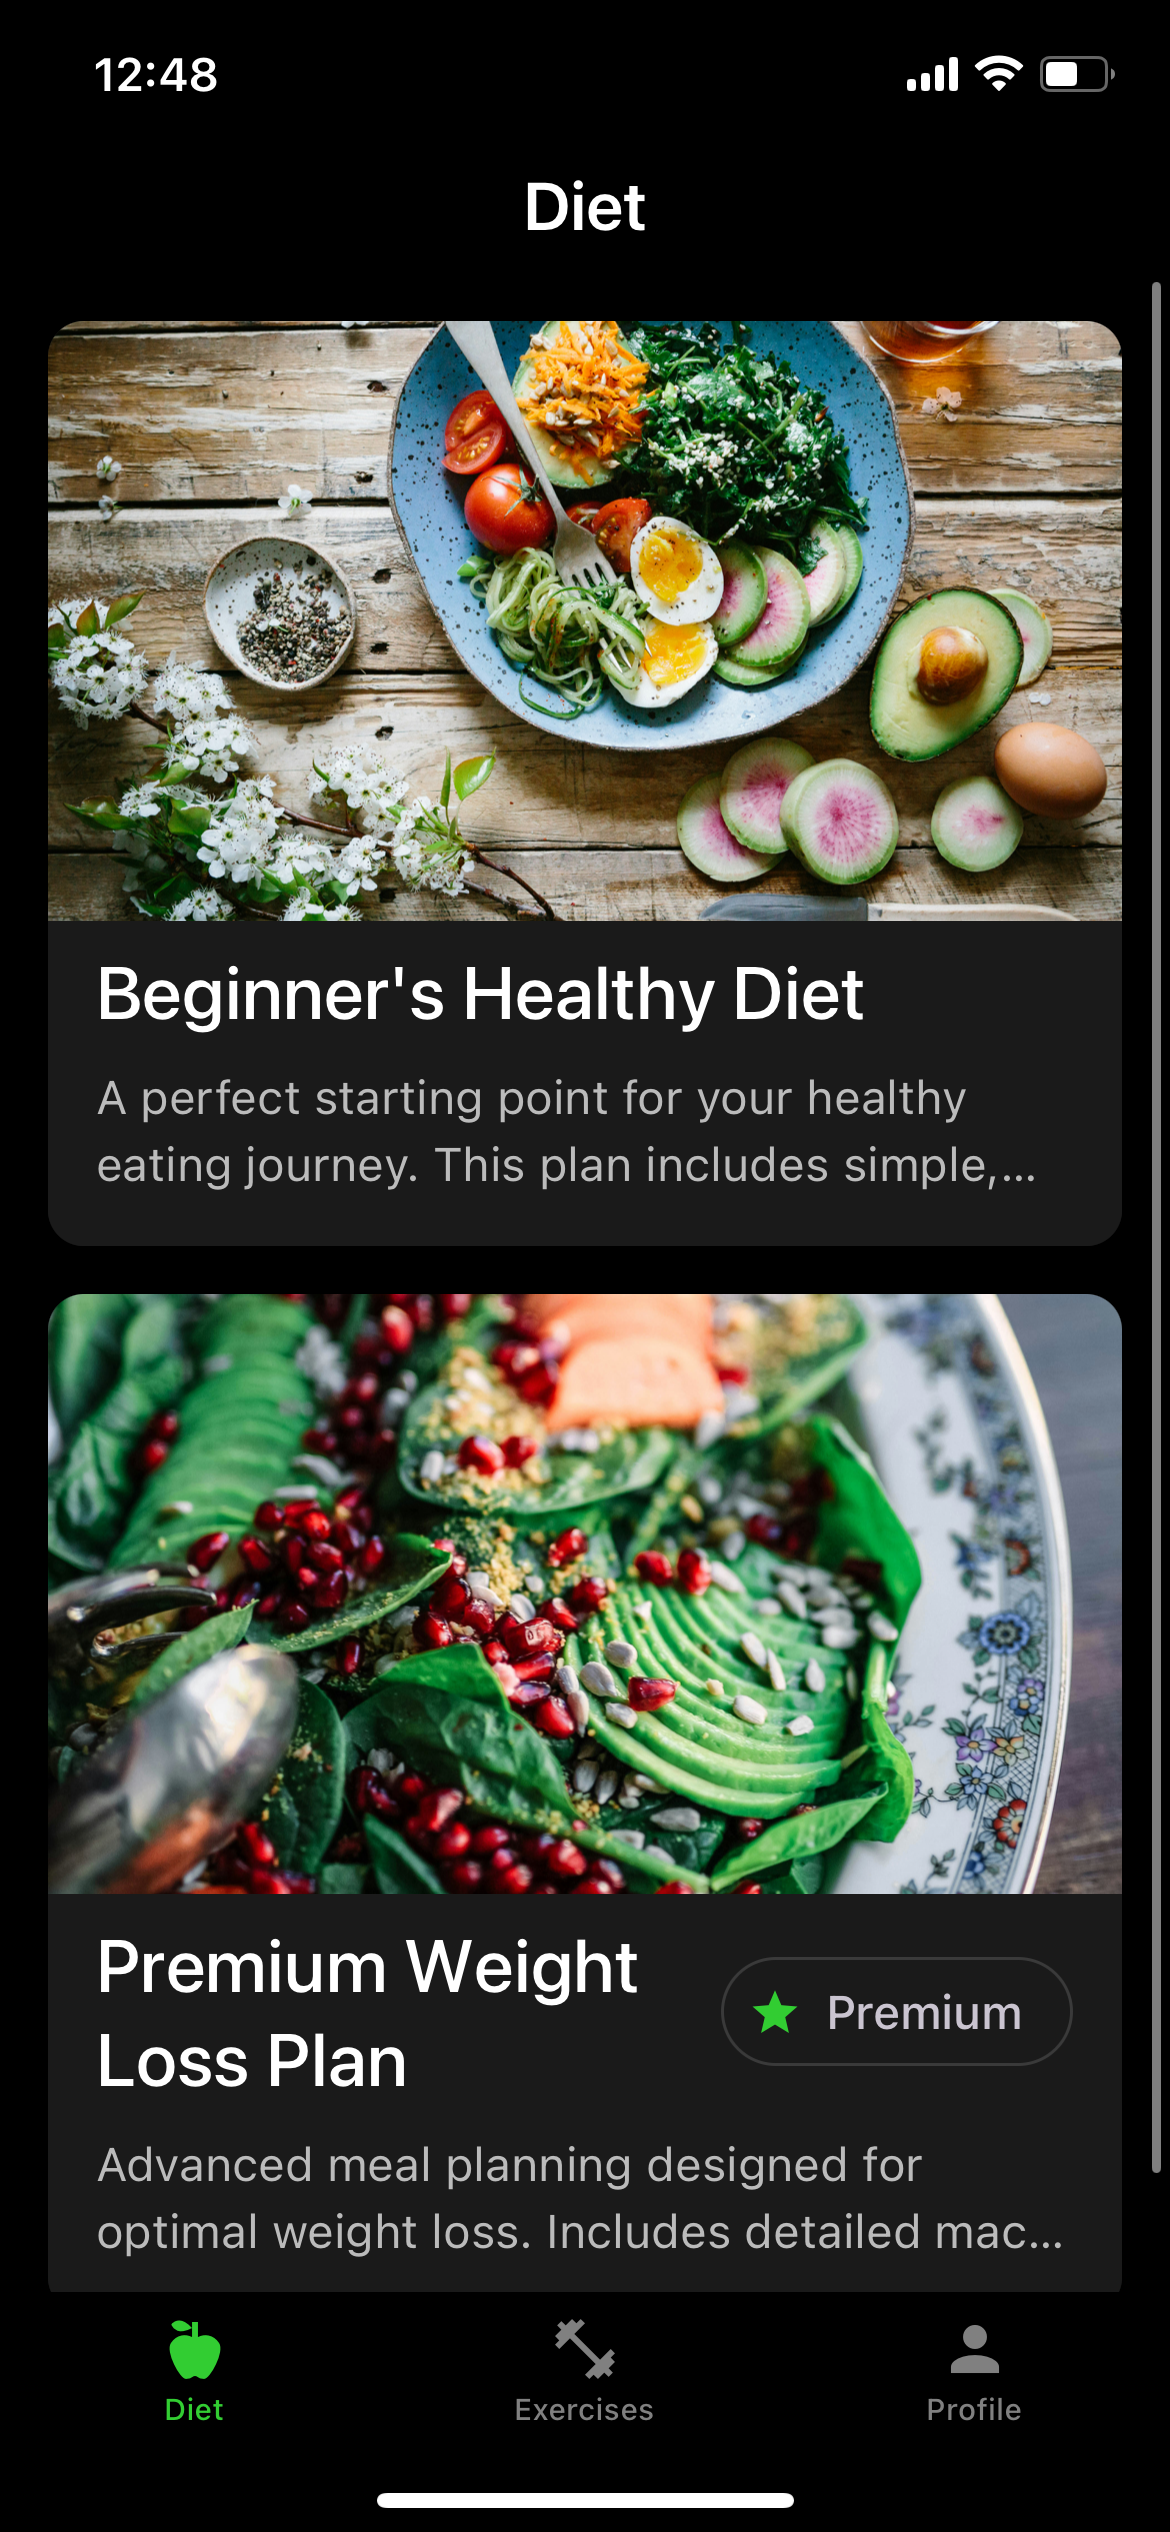 12:48
Diet
Beginner's Healthy Diet
A perfect starting point for your healthy
eating journey. This plan includes simple,...
Premium Weight
Loss Plan
Premium
Advanced meal planning designed for
optimal weight loss. Includes detailed mac...
Diet
Exercises
Profile